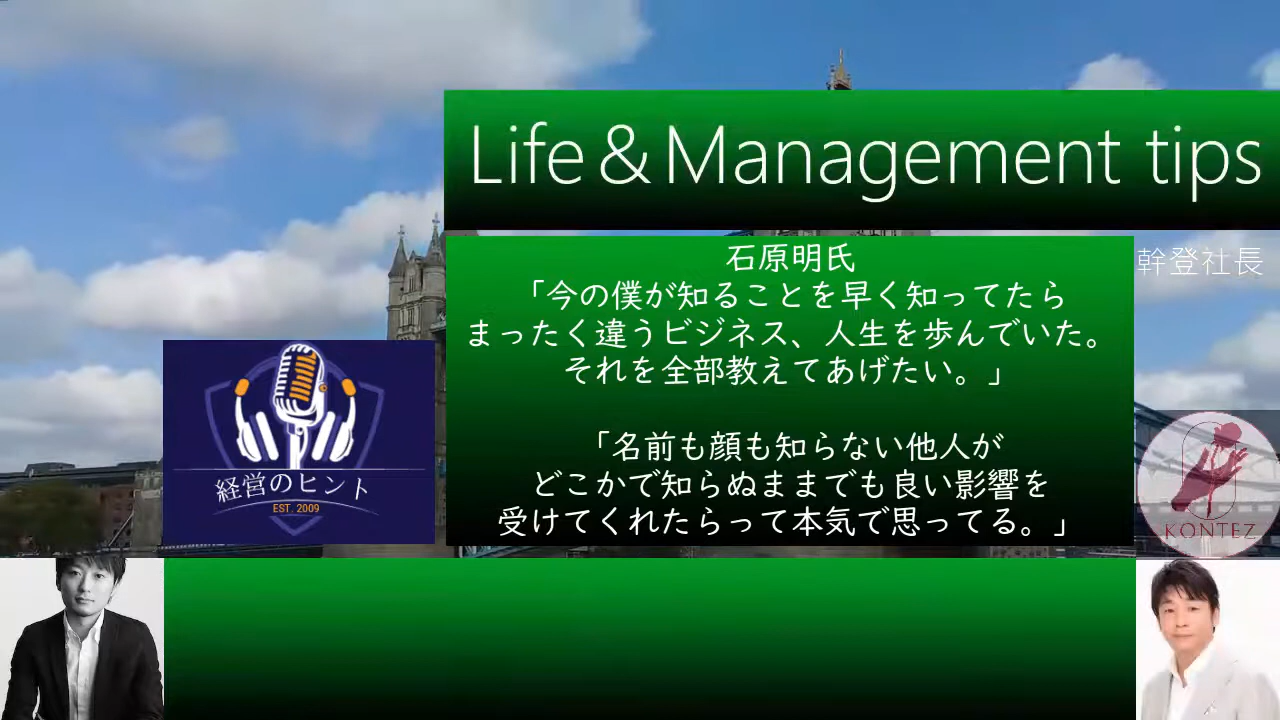 Life&Management tips
石原明氏
「今の僕が知ることを早く知ってたら
まったく違うビジネス、人生を歩んでいた。
それを全部教えてあげたい。」
「名前も顔も知らない他人が
どこかで知らぬままでも良い影響を
受けてくれたらって本気で思ってる。」
幹登社長
経営のヒント
EST. 2009
KONTEZ